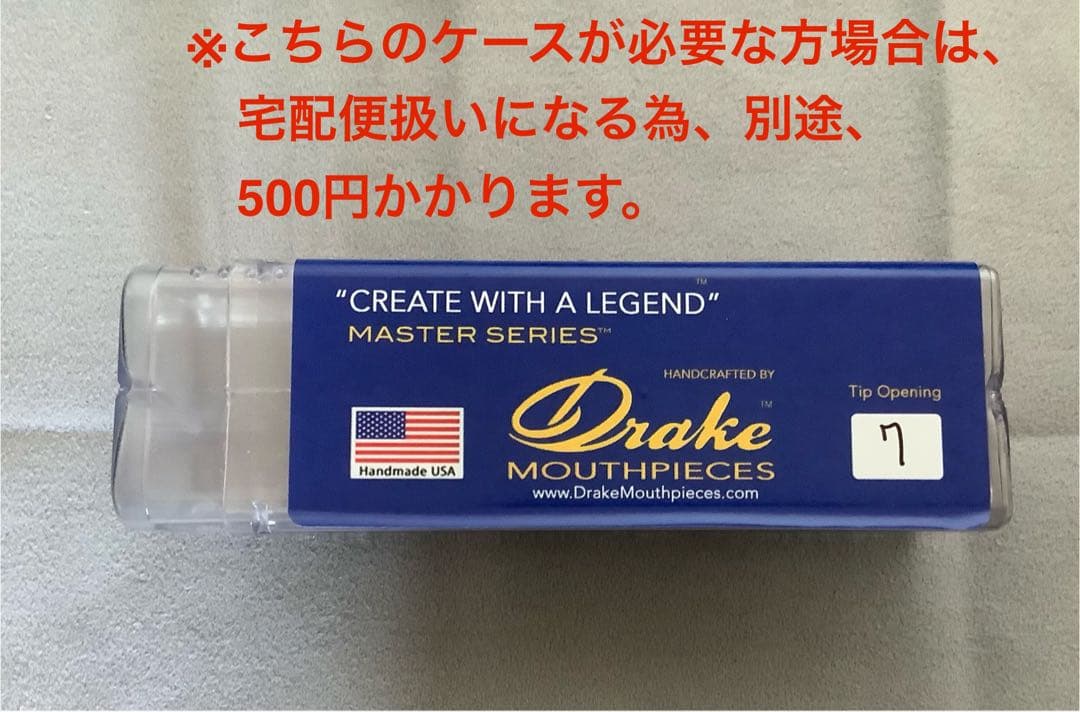 ※こちらのケースが必要な方場合は、
宅配便扱いになる為、別途、
500円かかります。
“CREATE WITH A LEGEND”™
MASTER SERIES™
HANDCRAFTED BY
Drake™
MOUTHPIECES
www.DrakeMouthpieces.com
Handmade USA
Tip Opening
7